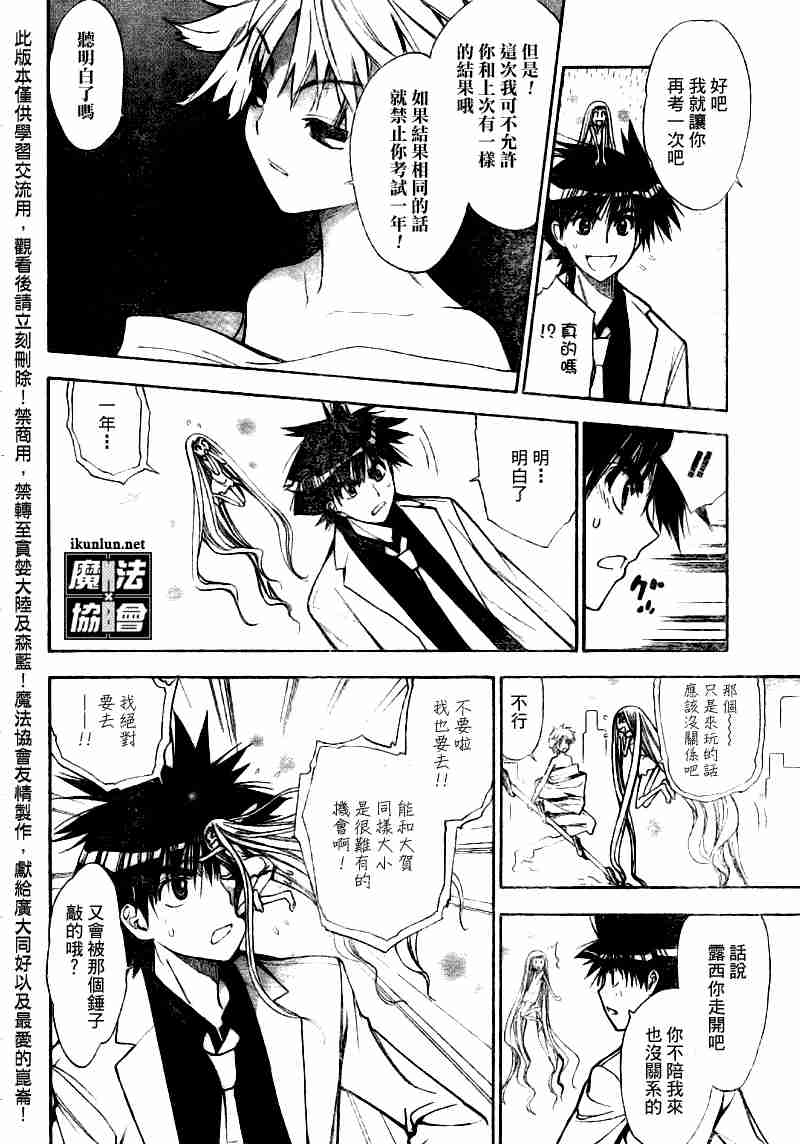 好吧
我就讓你
再考一次吧
真的嗎
!?
但是！
這次我可不允許
你和上次有一樣
的結果哦
如果結果相同的話
就禁止你考試一年！
聽明白了嗎
!!
グッ
明…
明白了
一年…
ikunlun.net
魔法
協會
M×B
那個～～
只是來玩的話
應該沒關係吧
不行
話說
露西你走開吧
你不陪我來
也沒關系的
不要啦
我也要去!!
能和大賀
同樣大小
是很難有的
機會啊！
我絕對
要去
——!!
又會被那個錘子
敲的哦？
此版本僅供學習交流用，觀看後請立刻刪除！禁商用，禁轉至貪婪大陸及森藍！魔法協會友情製作，獻給廣大同好以及最愛的崑崙！